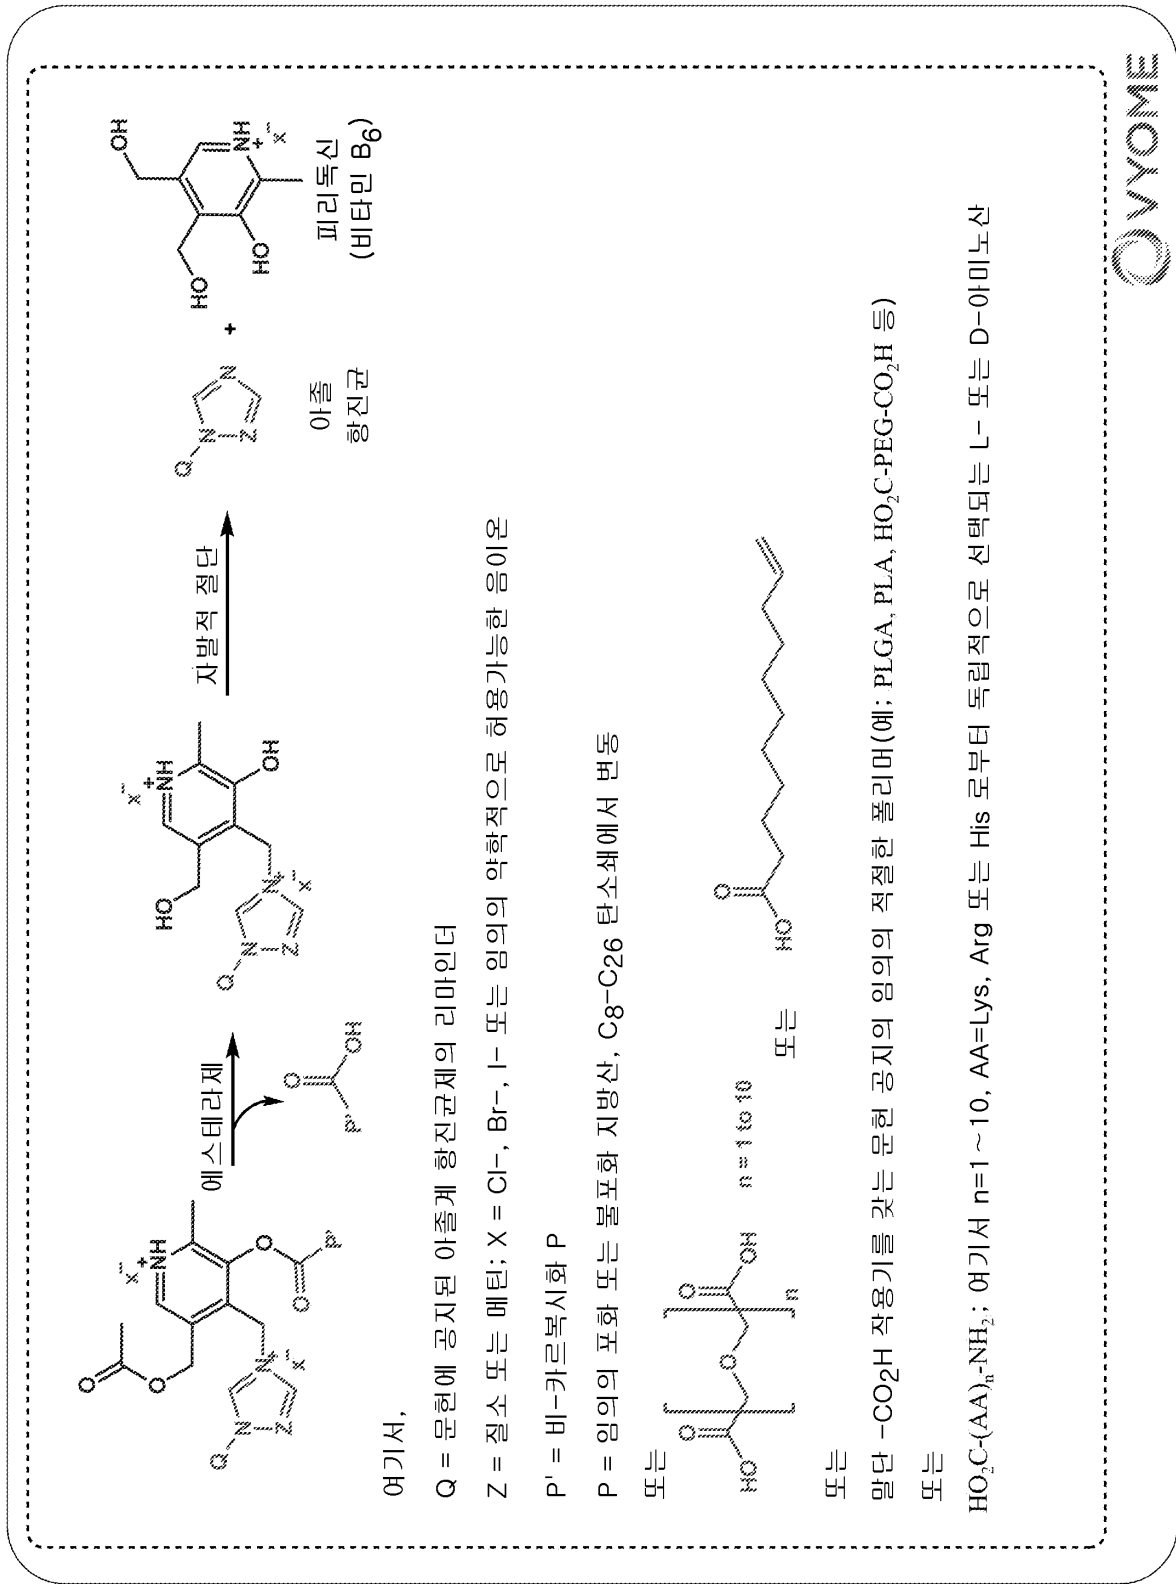 에스테라제
자발적 절단
아졸
항진균
피리독신
(비타민 B6)
여기서,
Q = 문헌에 공지된 아졸계 항진균제의 리마인더
Z = 질소 또는 메틴; X = Cl-, Br-, I- 또는 임의의 약학적으로 허용가능한 음이온
P' = 비-카르복시화 P
P = 임의의 포화 또는 불포화 지방산, C8-C26 탄소쇄에서 변동
또는
n = 1 to 10
또는
또는
말단 -CO2H 작용기를 갖는 문헌 공지의 임의의 적절한 폴리머(예; PLGA, PLA, HO2C-PEG-CO2H 등)
또는
HO2C-(AA)n-NH2; 여기서 n=1~10, AA=Lys, Arg 또는 His 로부터 독립적으로 선택되는 L- 또는 D-아미노산
VYOME